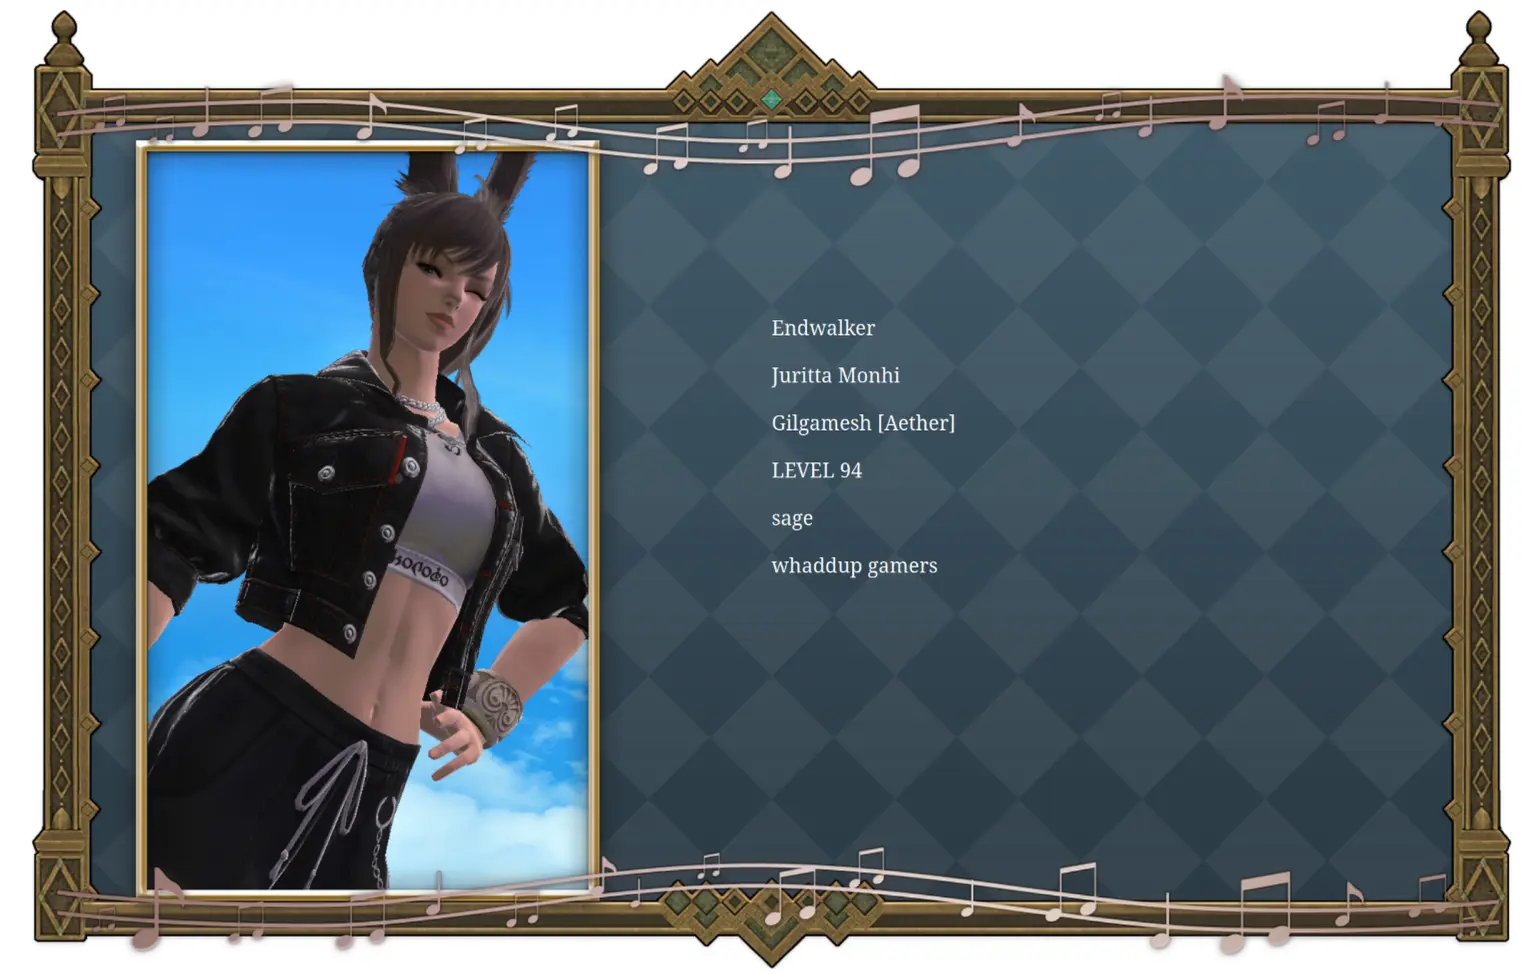 Endwalker
Juritta Monhi
Gilgamesh [Aether]
LEVEL 94
sage
whaddup gamers